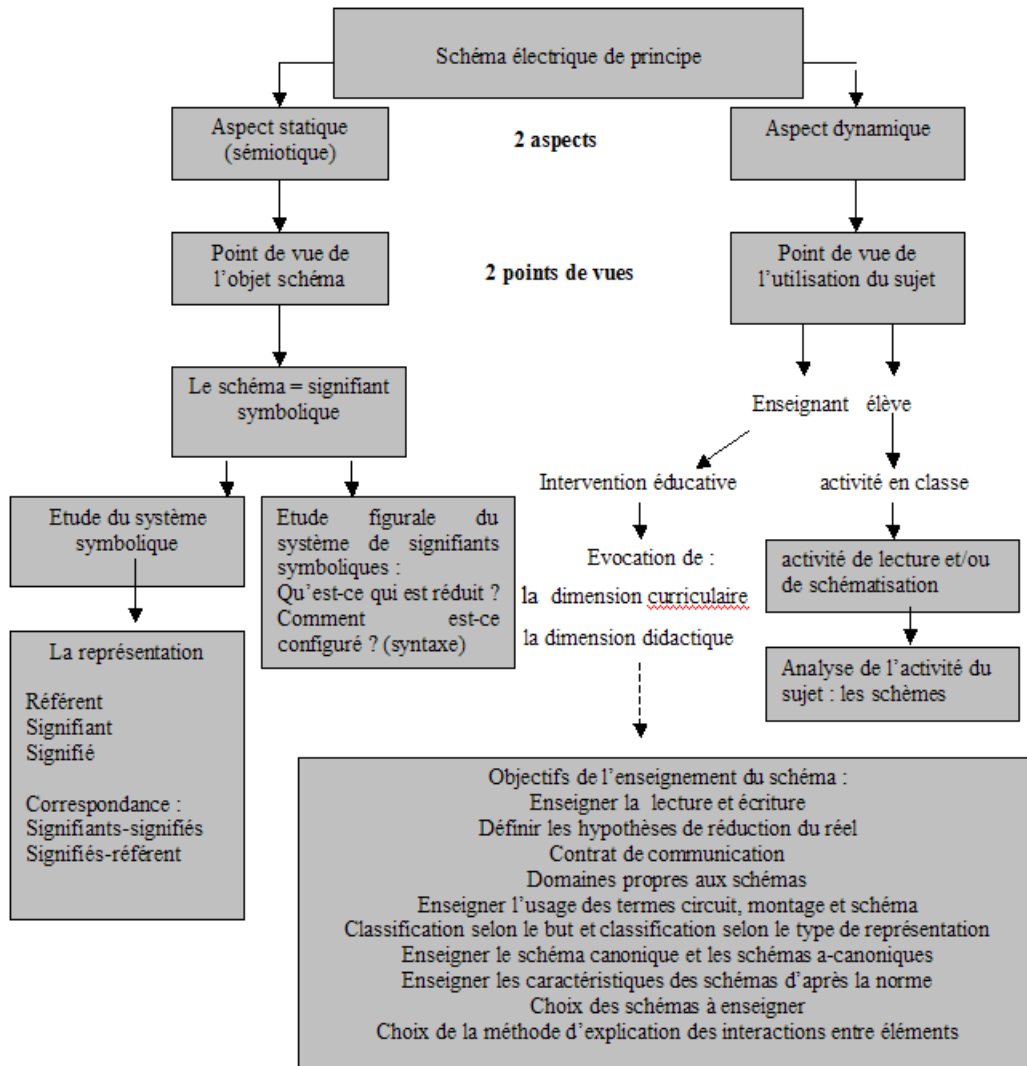 Schéma électrique de principe
Aspect statique
(sémiotique)
2 aspects
Aspect dynamique
Point de vue de
l’objet schéma
2 points de vues
Point de vue de
l’utilisation du sujet
Le schéma = signifiant
symbolique
Enseignant élève
Etude du système
symbolique
Etude figurale du
système de signifiants
symboliques :
Qu’est-ce qui est réduit ?
Comment est-ce
configuré ? (syntaxe)
Intervention éducative
activité en classe
Evocation de :
la dimension curriculaire
la dimension didactique
activité de lecture et/ou
de schématisation
Analyse de l’activité du
sujet : les schèmes
La représentation
Référent
Signifiant
Signifié
Correspondance :
Signifiants-signifiés
Signifiés-référent
Objectifs de l’enseignement du schéma :
Enseigner la lecture et écriture
Définir les hypothèses de réduction du réel
Contrat de communication
Domaines propres aux schémas
Enseigner l’usage des termes circuit, montage et schéma
Classification selon le but et classification selon le type de représentation
Enseigner le schéma canonique et les schémas a-canoniques
Enseigner les caractéristiques des schémas d’après la norme
Choix des schémas à enseigner
Choix de la méthode d’explication des interactions entre éléments